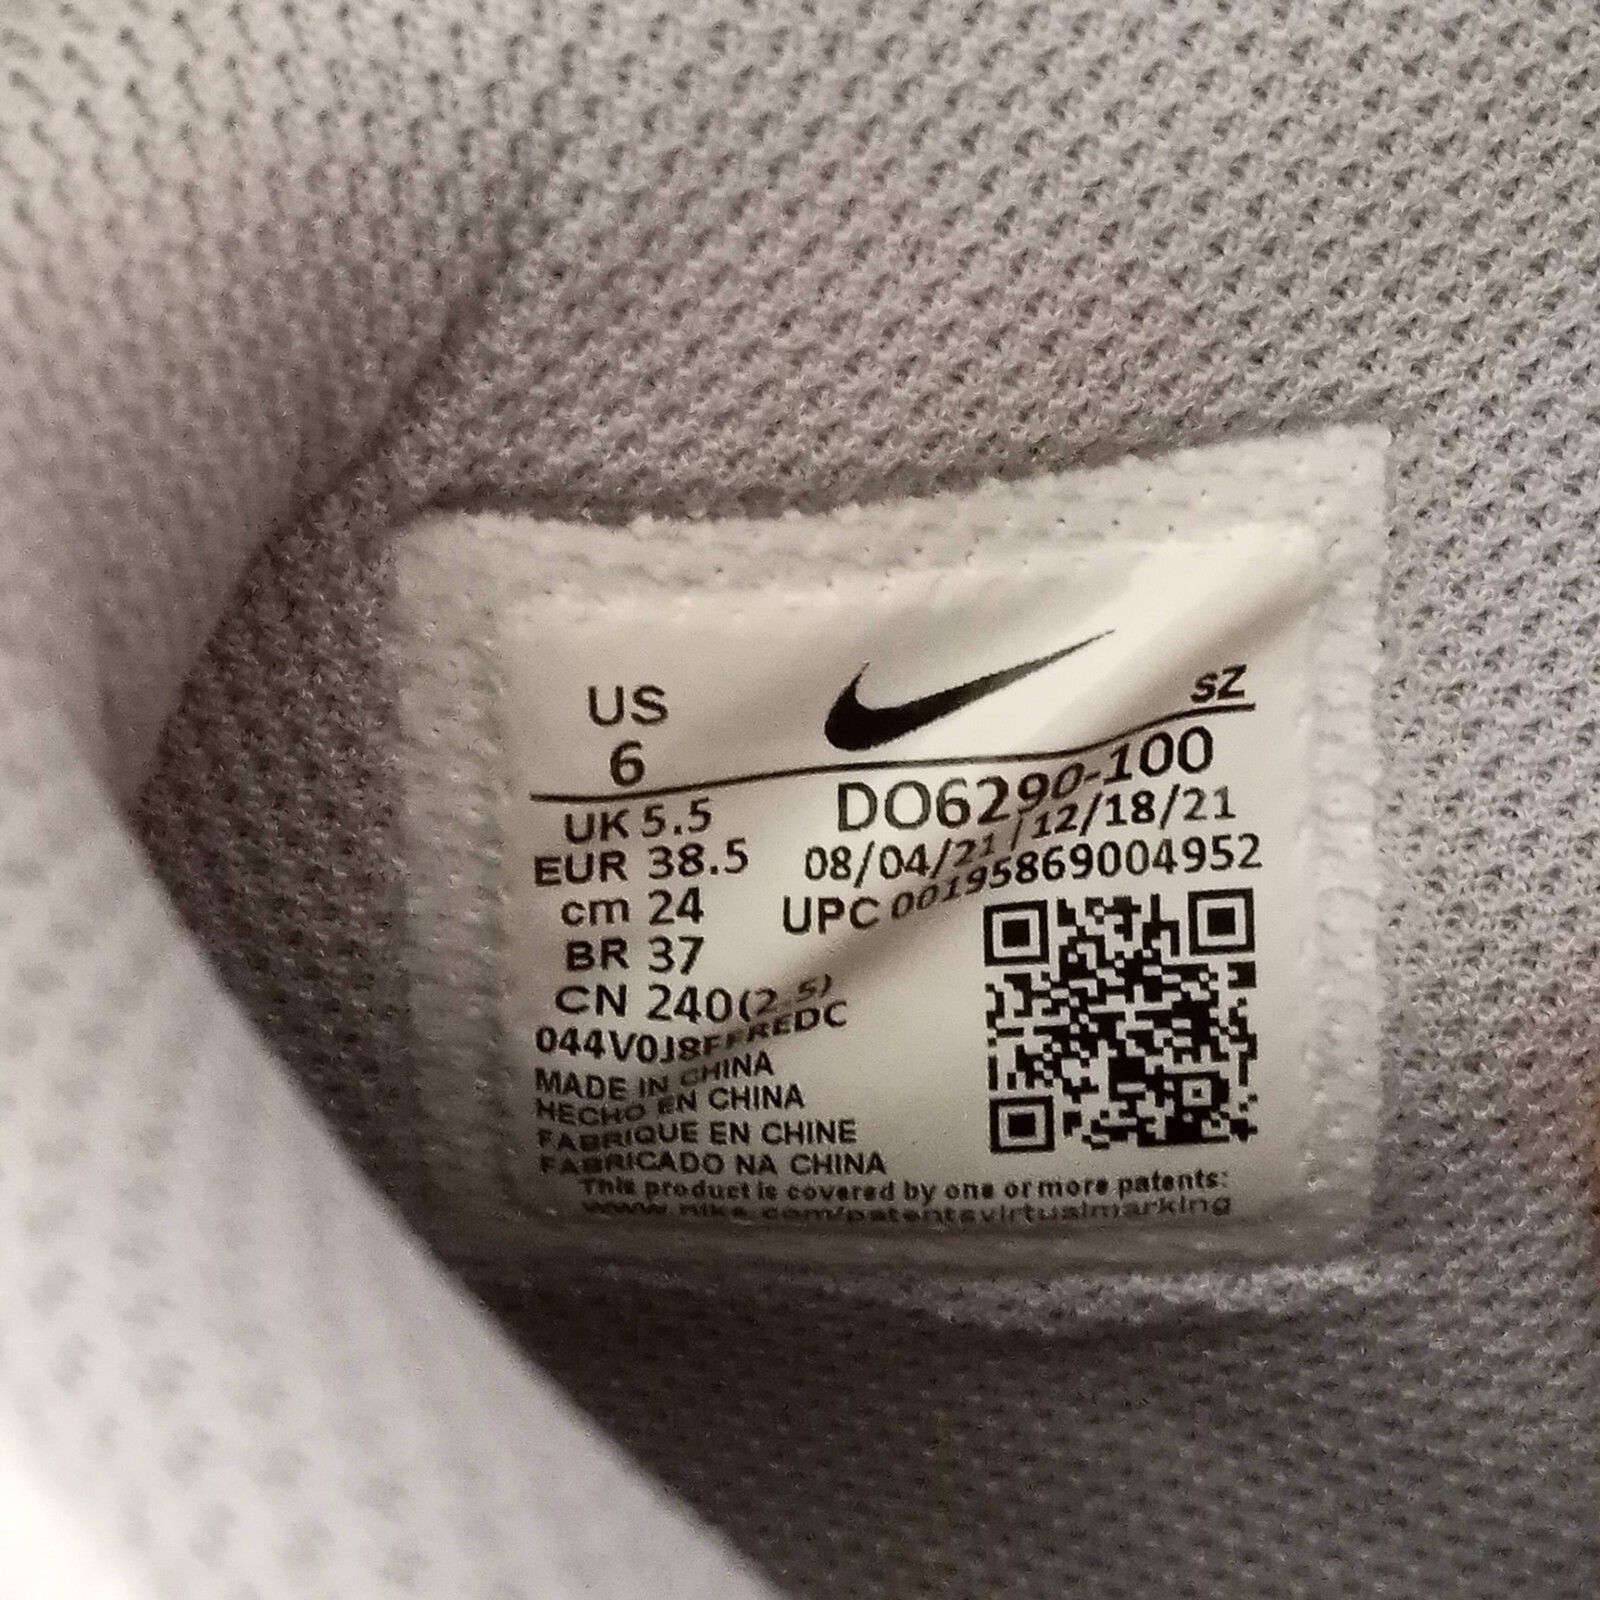 US
6
SZ
UK 5.5
EUR 38.5
cm 24
BR 37
CN 240(2.5)
044V0J8FFREDC
MADE IN CHINA
HECHO EN CHINA
FABRIQUE EN CHINE
FABRICADO NA CHINA
DO6290-100
08/04/21 / 12/18/21
UPC 00195869004952
This product is covered by one or more patents:
www.nike.com/patentsvirtualmarking